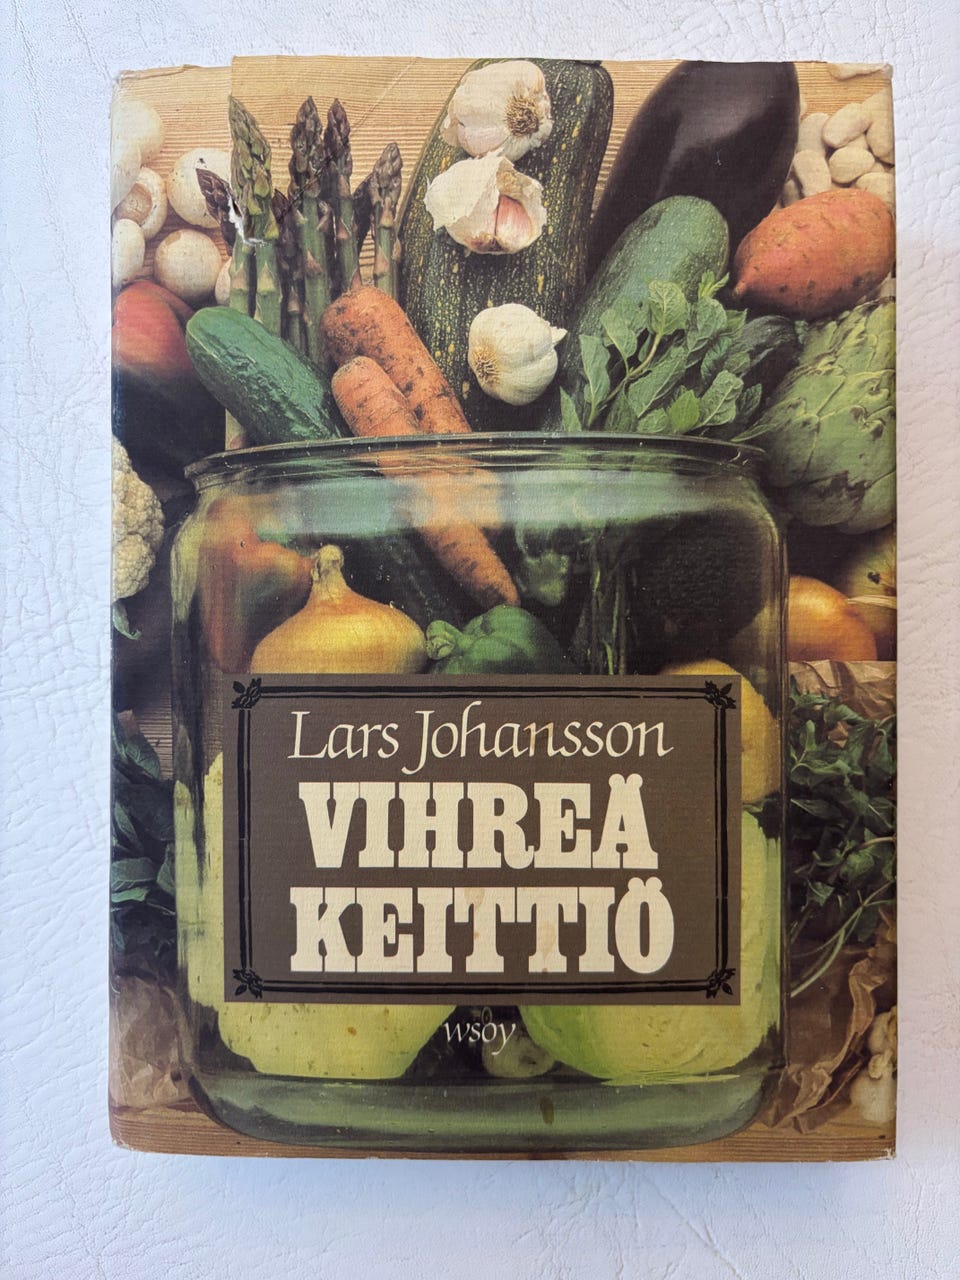 Lars Johansson
VIHREÄ
KEITTIÖ
wsoy